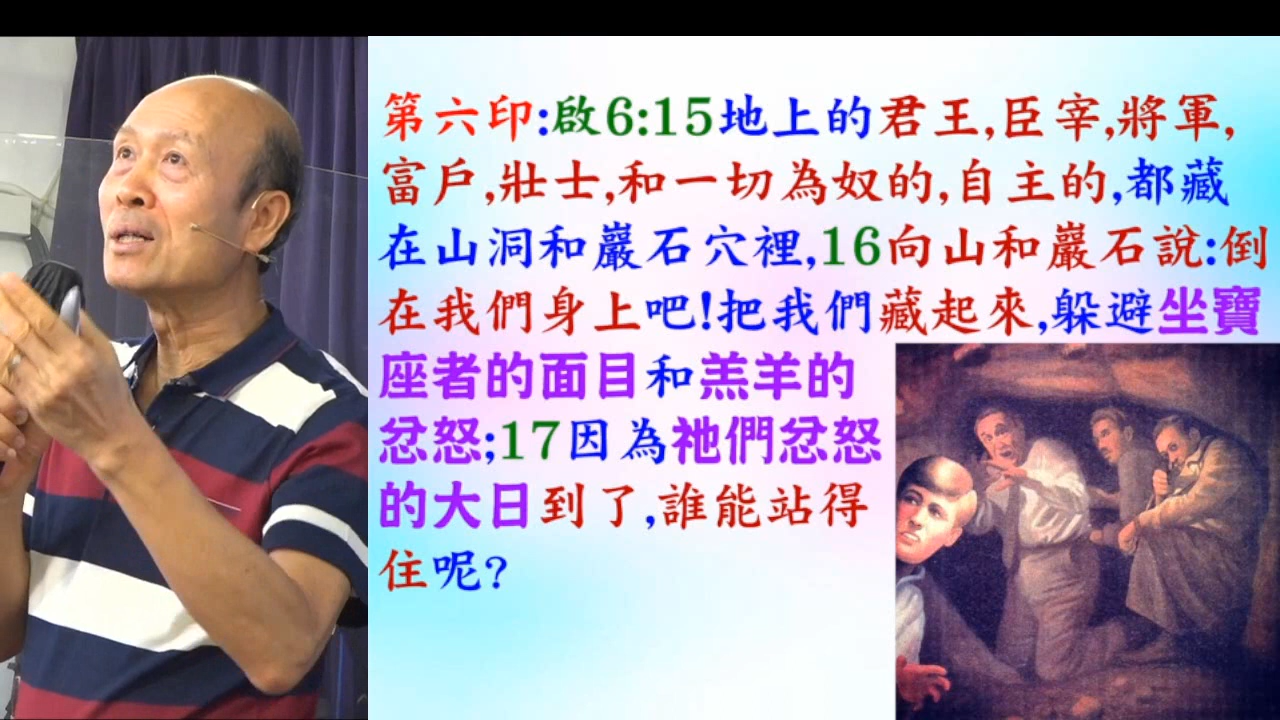 第六印:啟6:15地上的君王,臣宰,將軍,
富戶,壯士,和一切為奴的,自主的,都藏
在山洞和巖石穴裡,16向山和巖石說:倒
在我們身上吧!把我們藏起來,躲避坐寶
座者的面目和羔羊的
忿怒;17因為祂們忿怒
的大日到了,誰能站得
住呢?